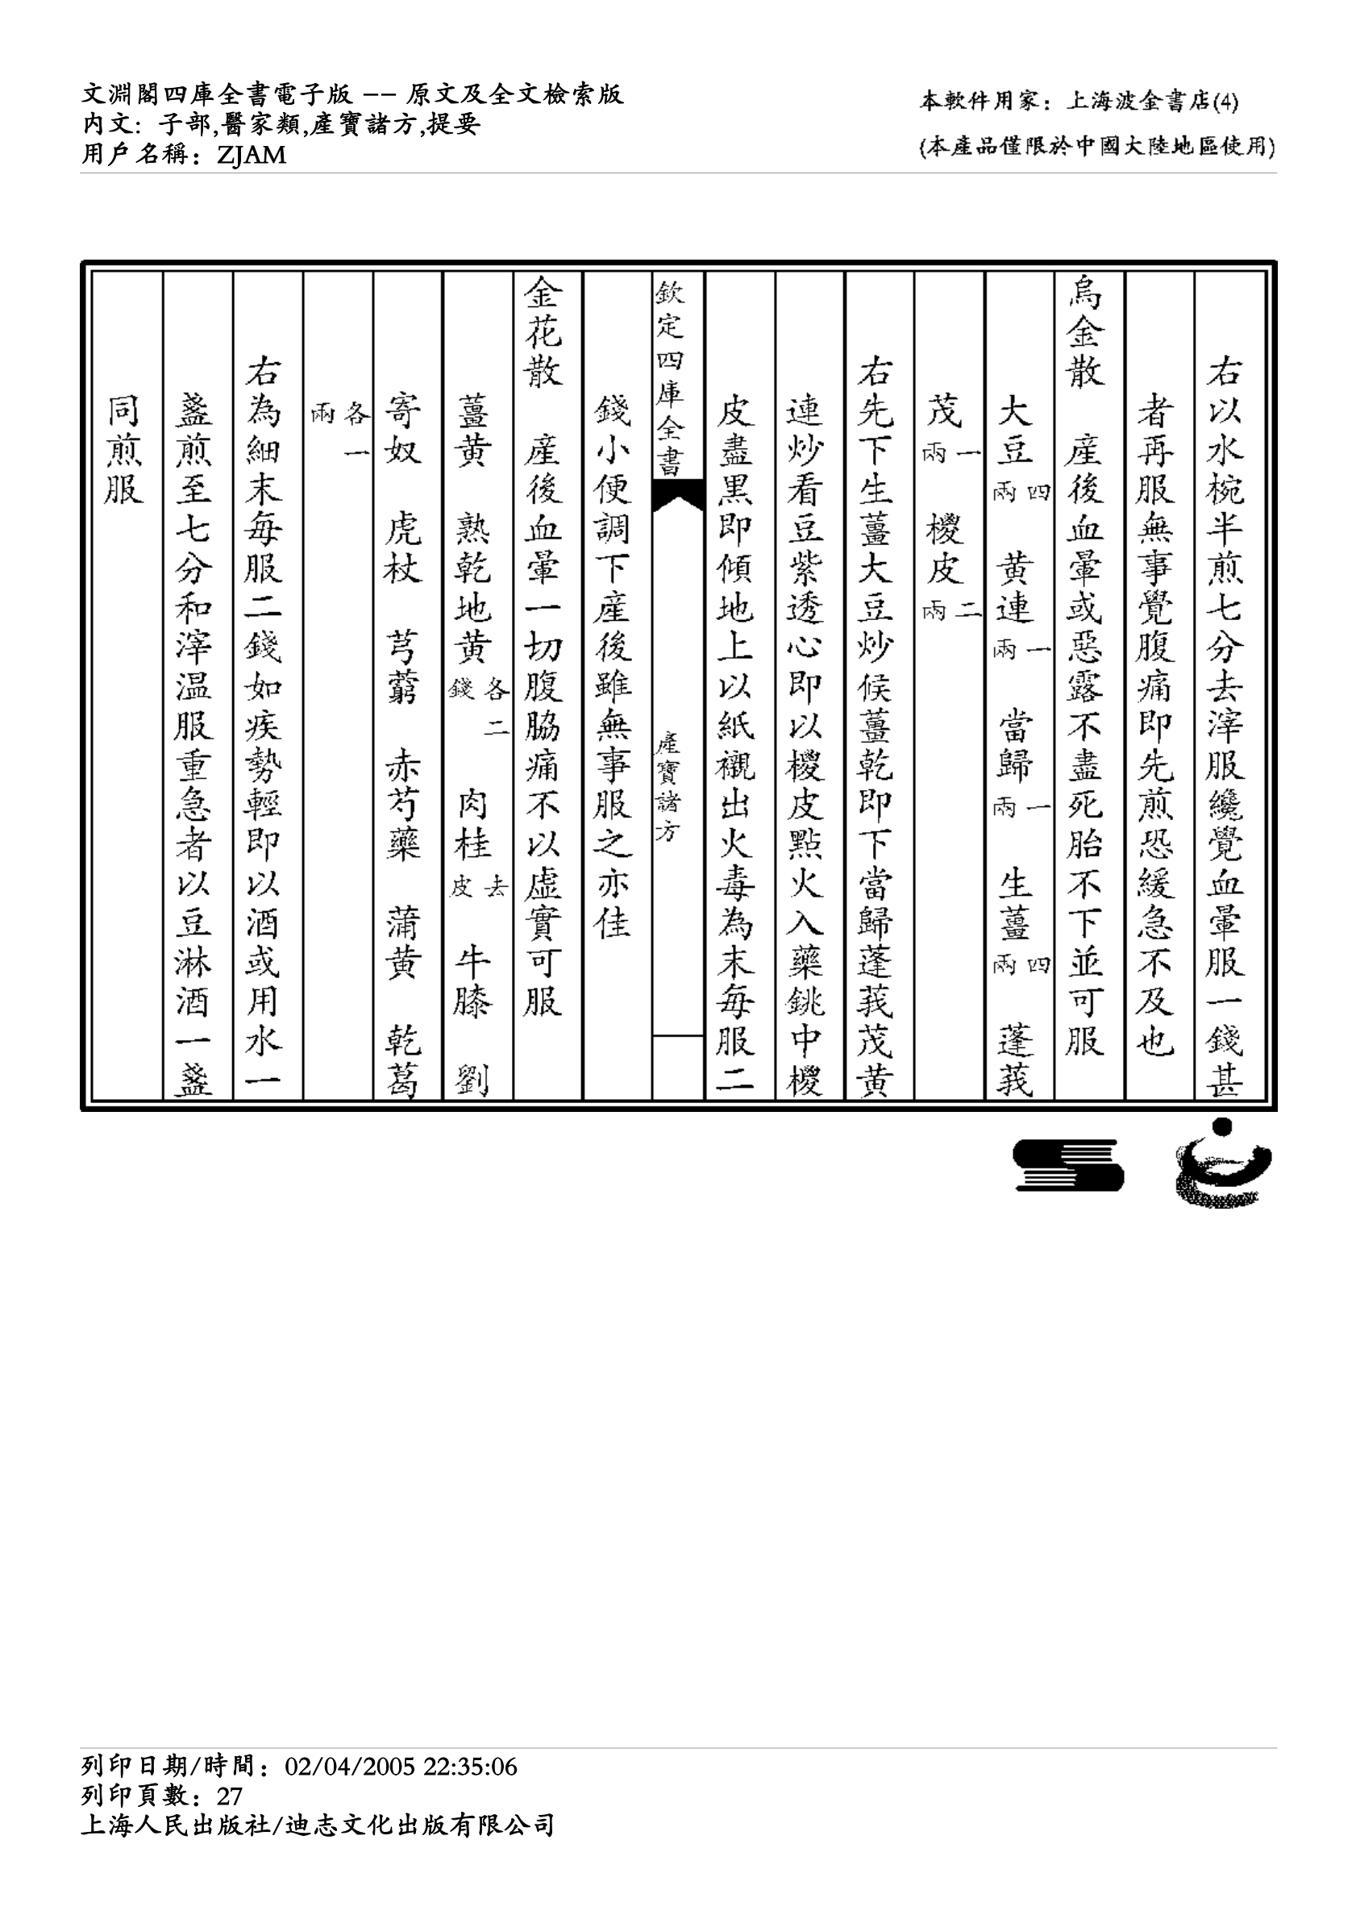 文淵閣四庫全書電子版 −− 原文及全文檢索版
内文：子部,醫家類,產寶諸方,提要
用戶名稱：ZJAM
本軟件用家：上海波金書店(4)
(本產品僅限於中國大陸地區使用)
右以水椀半煎七分去滓服纔覺血暈服一錢甚
者再服無事覺腹痛即先煎恐緩急不及也
烏金散　産後血暈或惡露不盡死胎不下並可服
大豆四兩　黄連一兩　當歸一兩　生薑四兩　蓬莪
茂一兩　椶皮二兩
右先下生薑大豆炒候薑乾即下當歸蓬莪茂黄
連炒看豆紫透心即以椶皮點火入藥銚中椶
皮盡黒即傾地上以紙襯出火毒為末每服二
欽定四庫全書
產寶諸方
錢小便調下産後雖無事服之亦佳
金花散　産後血暈一切腹脇痛不以虚實可服
薑黄　熟乾地黄各二錢　肉桂去皮　牛膝　劉
寄奴　虎杖　芎藭　赤芍藥　蒲黄　乾葛
各一兩
右為細末每服二錢如疾勢輕即以酒或用水一
盞煎至七分和滓温服重急者以豆淋酒一盞
同煎服
列印日期/時間：02/04/2005 22:35:06
列印頁數：27
上海人民出版社/迪志文化出版有限公司